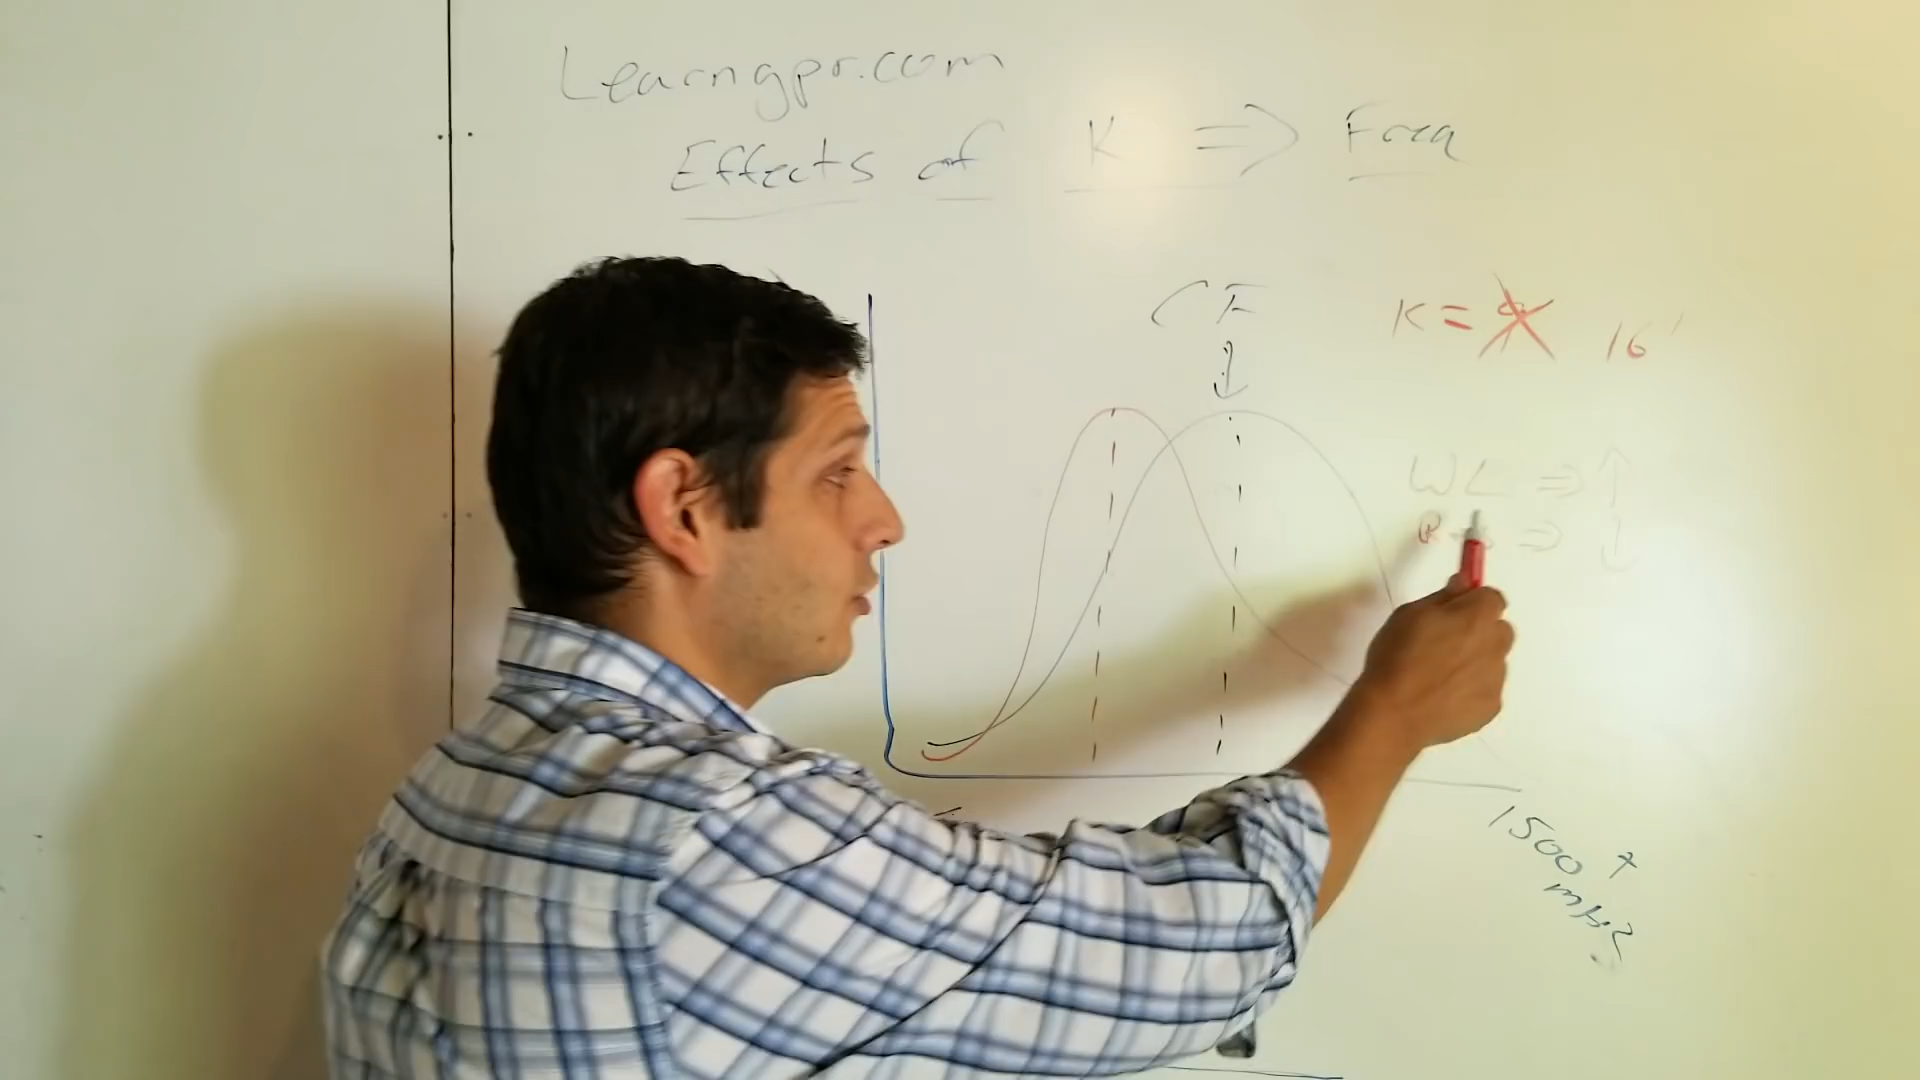 Learngpr.com
Effects of K => Freq
CF
K = 16
WL => ↑
=> ↓
1500
mHz